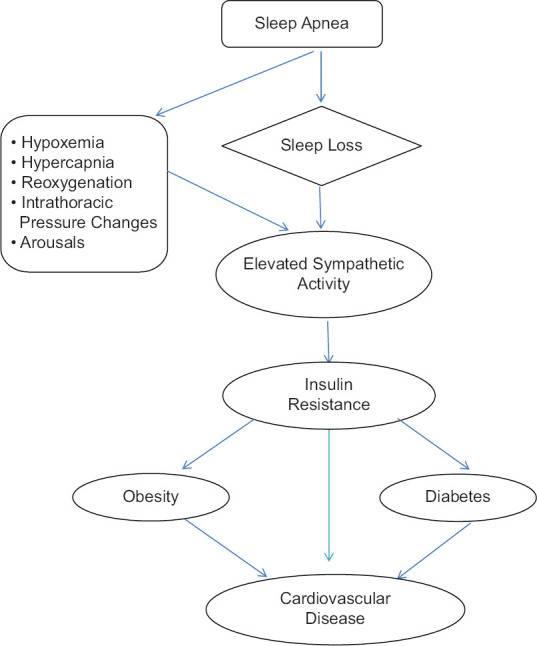 Sleep Apnea
• Hypoxemia
• Hypercapnia
• Reoxygenation
• Intrathoracic
Pressure Changes
• Arousals
Sleep Loss
Elevated Sympathetic
Activity
Insulin
Resistance
Obesity
Diabetes
Cardiovascular
Disease